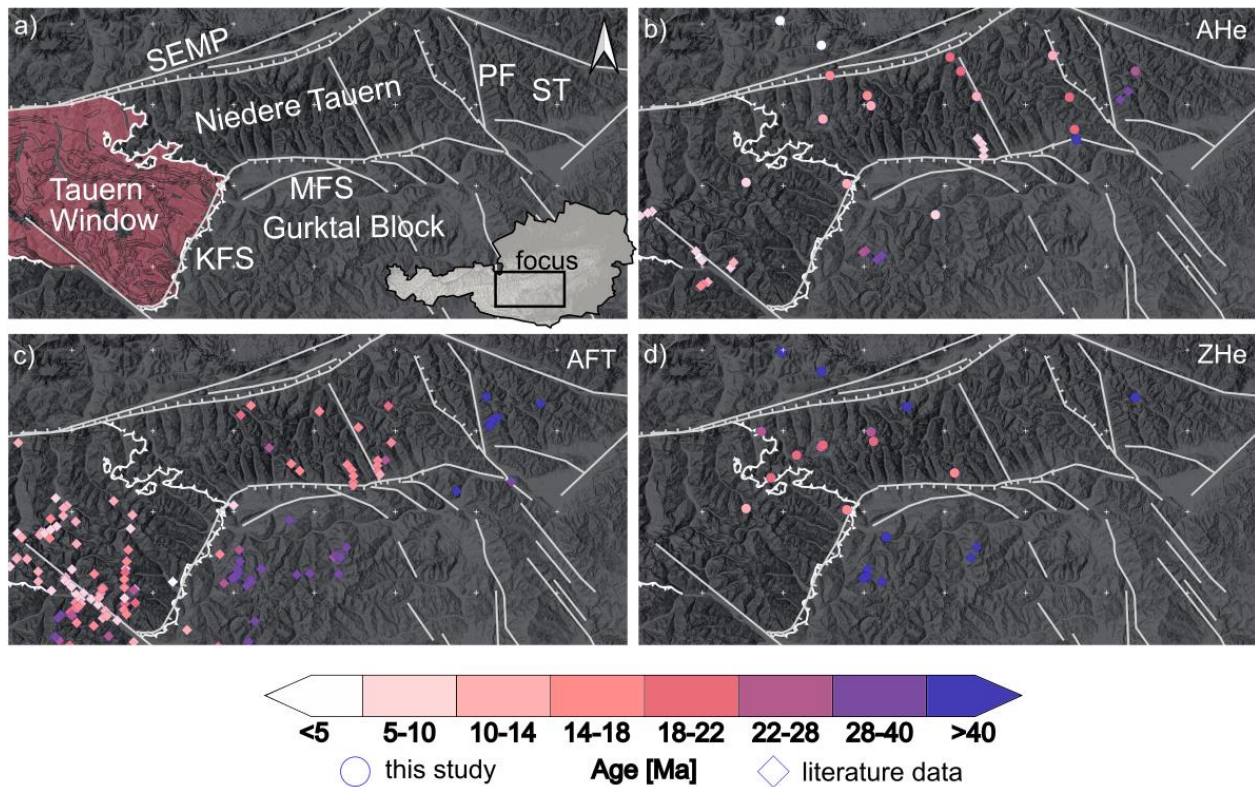 a)
SEMP
PF
ST
Niedere Tauern
Tauern
Window
MFS
Gurktal Block
KFS
focus
b)
AHe
c)
AFT
d)
ZHe
<5
5-10
10-14
14-18
18-22
22-28
28-40
>40
this study
Age [Ma]
literature data